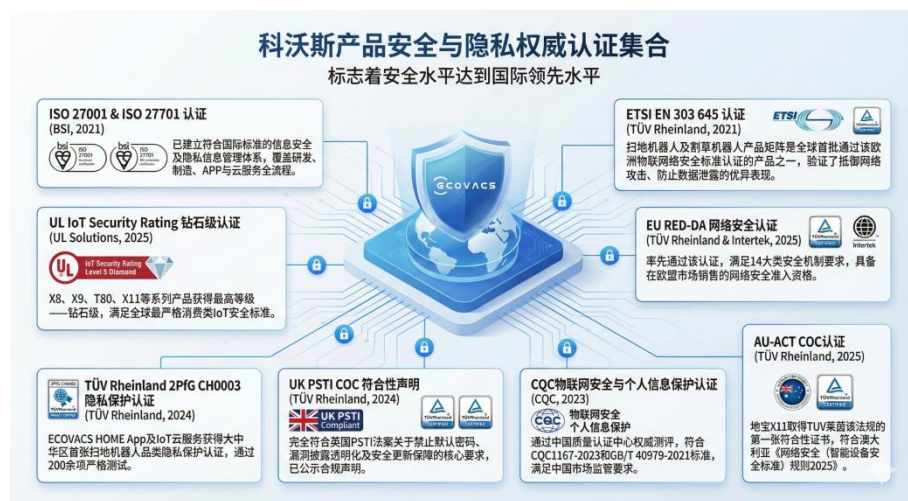 科沃斯产品安全与隐私权威认证集合
标志着安全水平达到国际领先水平
ISO 27001 & ISO 27701 认证
(BSI, 2021)
bsi
ISO
27001
bsi
ISO
27701
已建立符合国际标准的信息安全
及隐私信息管理体系，覆盖研发、
制造、APP与云服务全流程。
UL IoT Security Rating 钻石级认证
(UL Solutions, 2025)
UL
IoT Security Rating
Level 5 Diamond
X8、X9、T80、X11等系列产品获得最高等级
——钻石级，满足全球最严格消费类IoT安全标准。
TÜV Rheinland 2PfG CH0003
隐私保护认证
(TÜV Rheinland, 2024)
2PfG CH0003
TÜVRheinland
ECOVACS HOME App及IoT云服务获得大中
华区首张扫地机器人品类隐私保护认证，通过
200余项严格测试。
UK PSTI COC 符合性声明
(TÜV Rheinland, 2024)
UK PSTI
Compliant
TÜVRheinland
CERTIFIED
TÜVRheinland
CERTIFIED
完全符合英国PSTI法案关于禁止默认密码、
漏洞披露透明化及安全更新保障的核心要求，
已公示合规声明。
ECOVACS
ETSI EN 303 645 认证
(TÜV Rheinland, 2021)
ETSI
TÜVRheinland
CERTIFIED
扫地机器人及割草机器人产品矩阵是全球首批通过该欧
洲物联网安全标准认证的产品之一，验证了抵御网络
攻击、防止数据泄露的优异表现。
EU RED-DA 网络安全认证
(TÜV Rheinland & Intertek, 2025)
TÜVRheinland
CERTIFIED
Intertek
率先通过该认证，满足14大类安全机制要求，具备
在欧盟市场销售的网络安全准入资格。
CQC物联网安全与个人信息保护认证
(CQC, 2023)
CQC
物联网安全
个人信息保护
通过中国质量认证中心权威测评，符合
CQC1167-2023和GB/T 40979-2021标准，
满足中国市场监管要求。
AU-ACT COC认证
(TÜV Rheinland, 2025)
TÜVRheinland
CERTIFIED
地宝X11取得TUV莱茵该法规的
第一张符合性证书，符合澳大
利亚《网络安全（智能设备安
全标准）规则2025》。